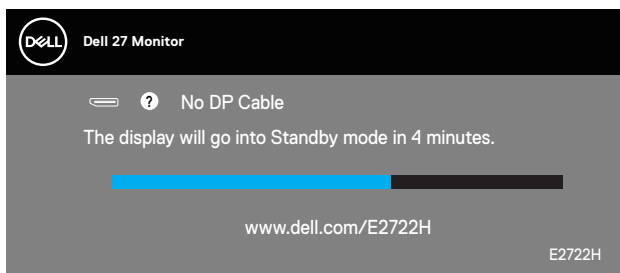 DELL
Dell 27 Monitor
? No DP Cable
The display will go into Standby mode in 4 minutes.
www.dell.com/E2722H
E2722H